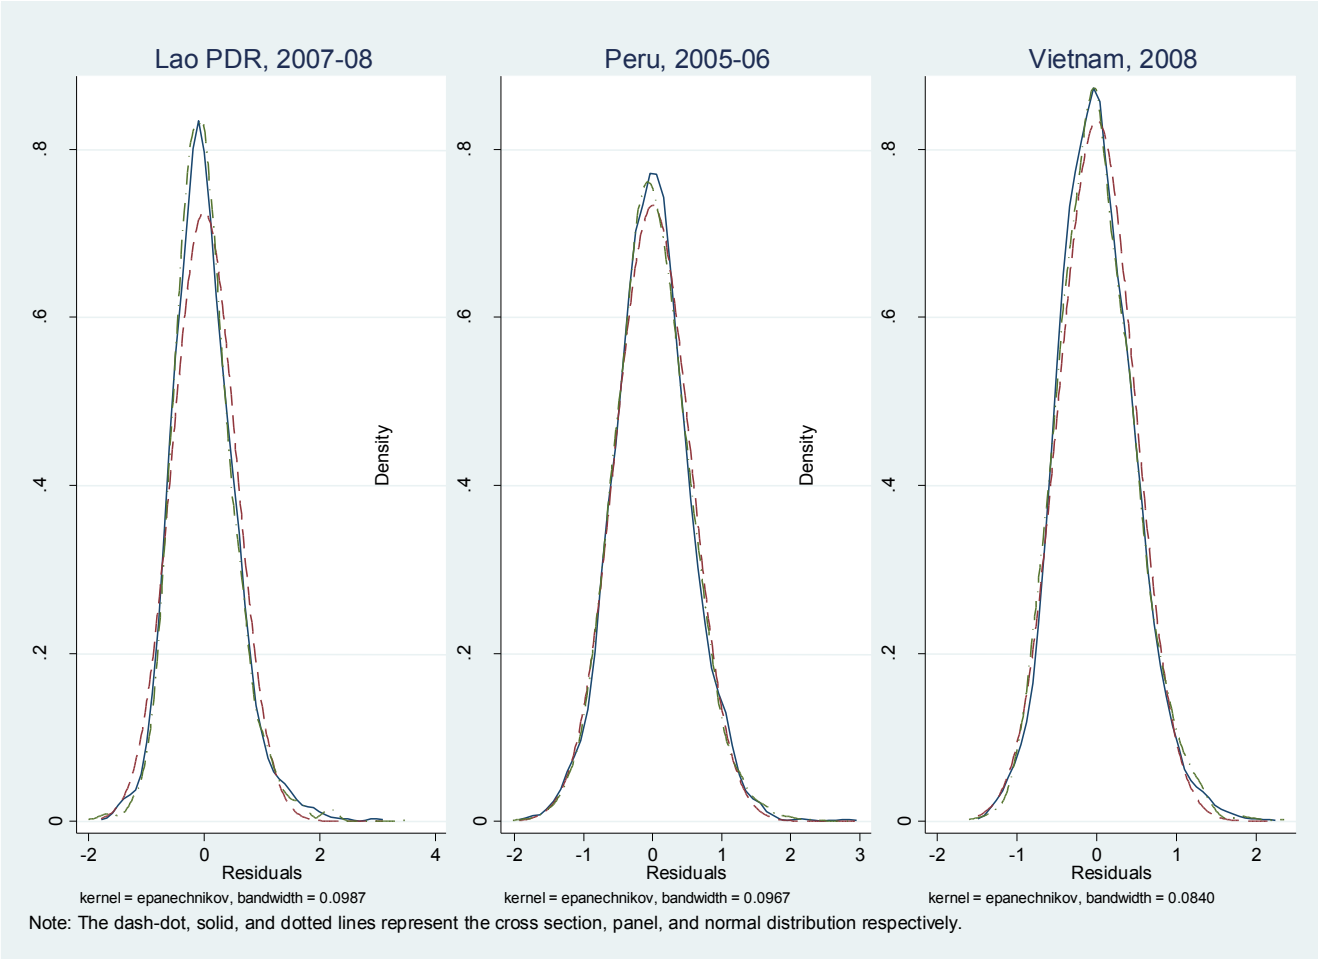 Lao PDR, 2007-08
.8
.6
.4
.2
0
-2 0 2 4
Residuals
kernel = epanechnikov, bandwidth = 0.0987
Peru, 2005-06
Density
.8
.6
.4
.2
0
-2 -1 0 1 2 3
Residuals
kernel = epanechnikov, bandwidth = 0.0967
Vietnam, 2008
Density
.8
.6
.4
.2
0
-2 -1 0 1 2
Residuals
kernel = epanechnikov, bandwidth = 0.0840
Note: The dash-dot, solid, and dotted lines represent the cross section, panel, and normal distribution respectively.